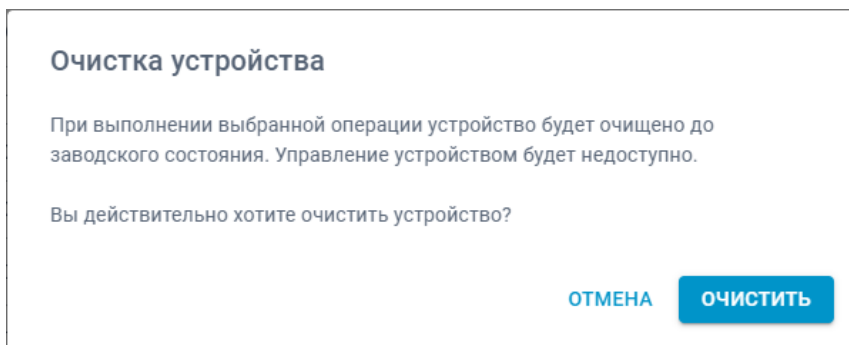 Очистка устройства
При выполнении выбранной операции устройство будет очищено до
заводского состояния. Управление устройством будет недоступно.
Вы действительно хотите очистить устройство?
ОТМЕНА ОЧИСТИТЬ